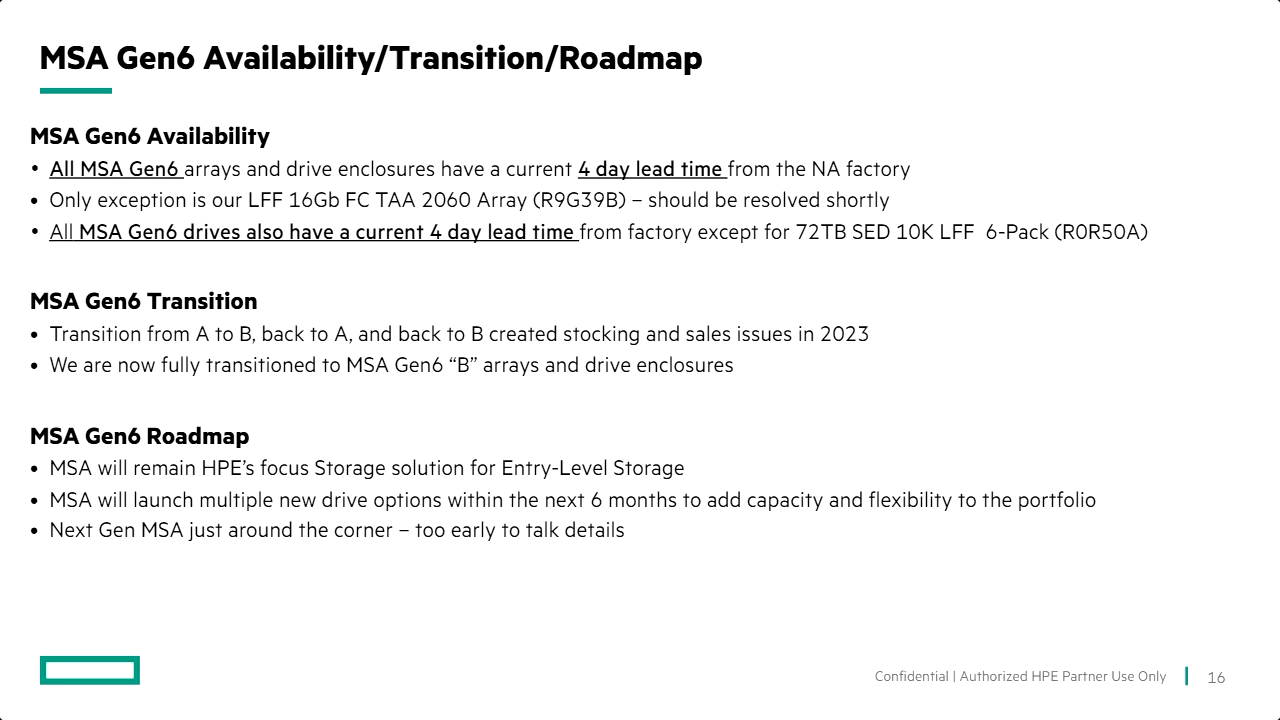 MSA Gen6 Availability/Transition/Roadmap
MSA Gen6 Availability
• All MSA Gen6 arrays and drive enclosures have a current 4 day lead time from the NA factory
• Only exception is our LFF 16Gb FC TAA 2060 Array (R9G39B) – should be resolved shortly
• All MSA Gen6 drives also have a current 4 day lead time from factory except for 72TB SED 10K LFF  6-Pack (R0R50A)
MSA Gen6 Transition
• Transition from A to B, back to A, and back to B created stocking and sales issues in 2023
• We are now fully transitioned to MSA Gen6 “B” arrays and drive enclosures
MSA Gen6 Roadmap
• MSA will remain HPE’s focus Storage solution for Entry-Level Storage
• MSA will launch multiple new drive options within the next 6 months to add capacity and flexibility to the portfolio
• Next Gen MSA just around the corner – too early to talk details
Confidential | Authorized HPE Partner Use Only
16